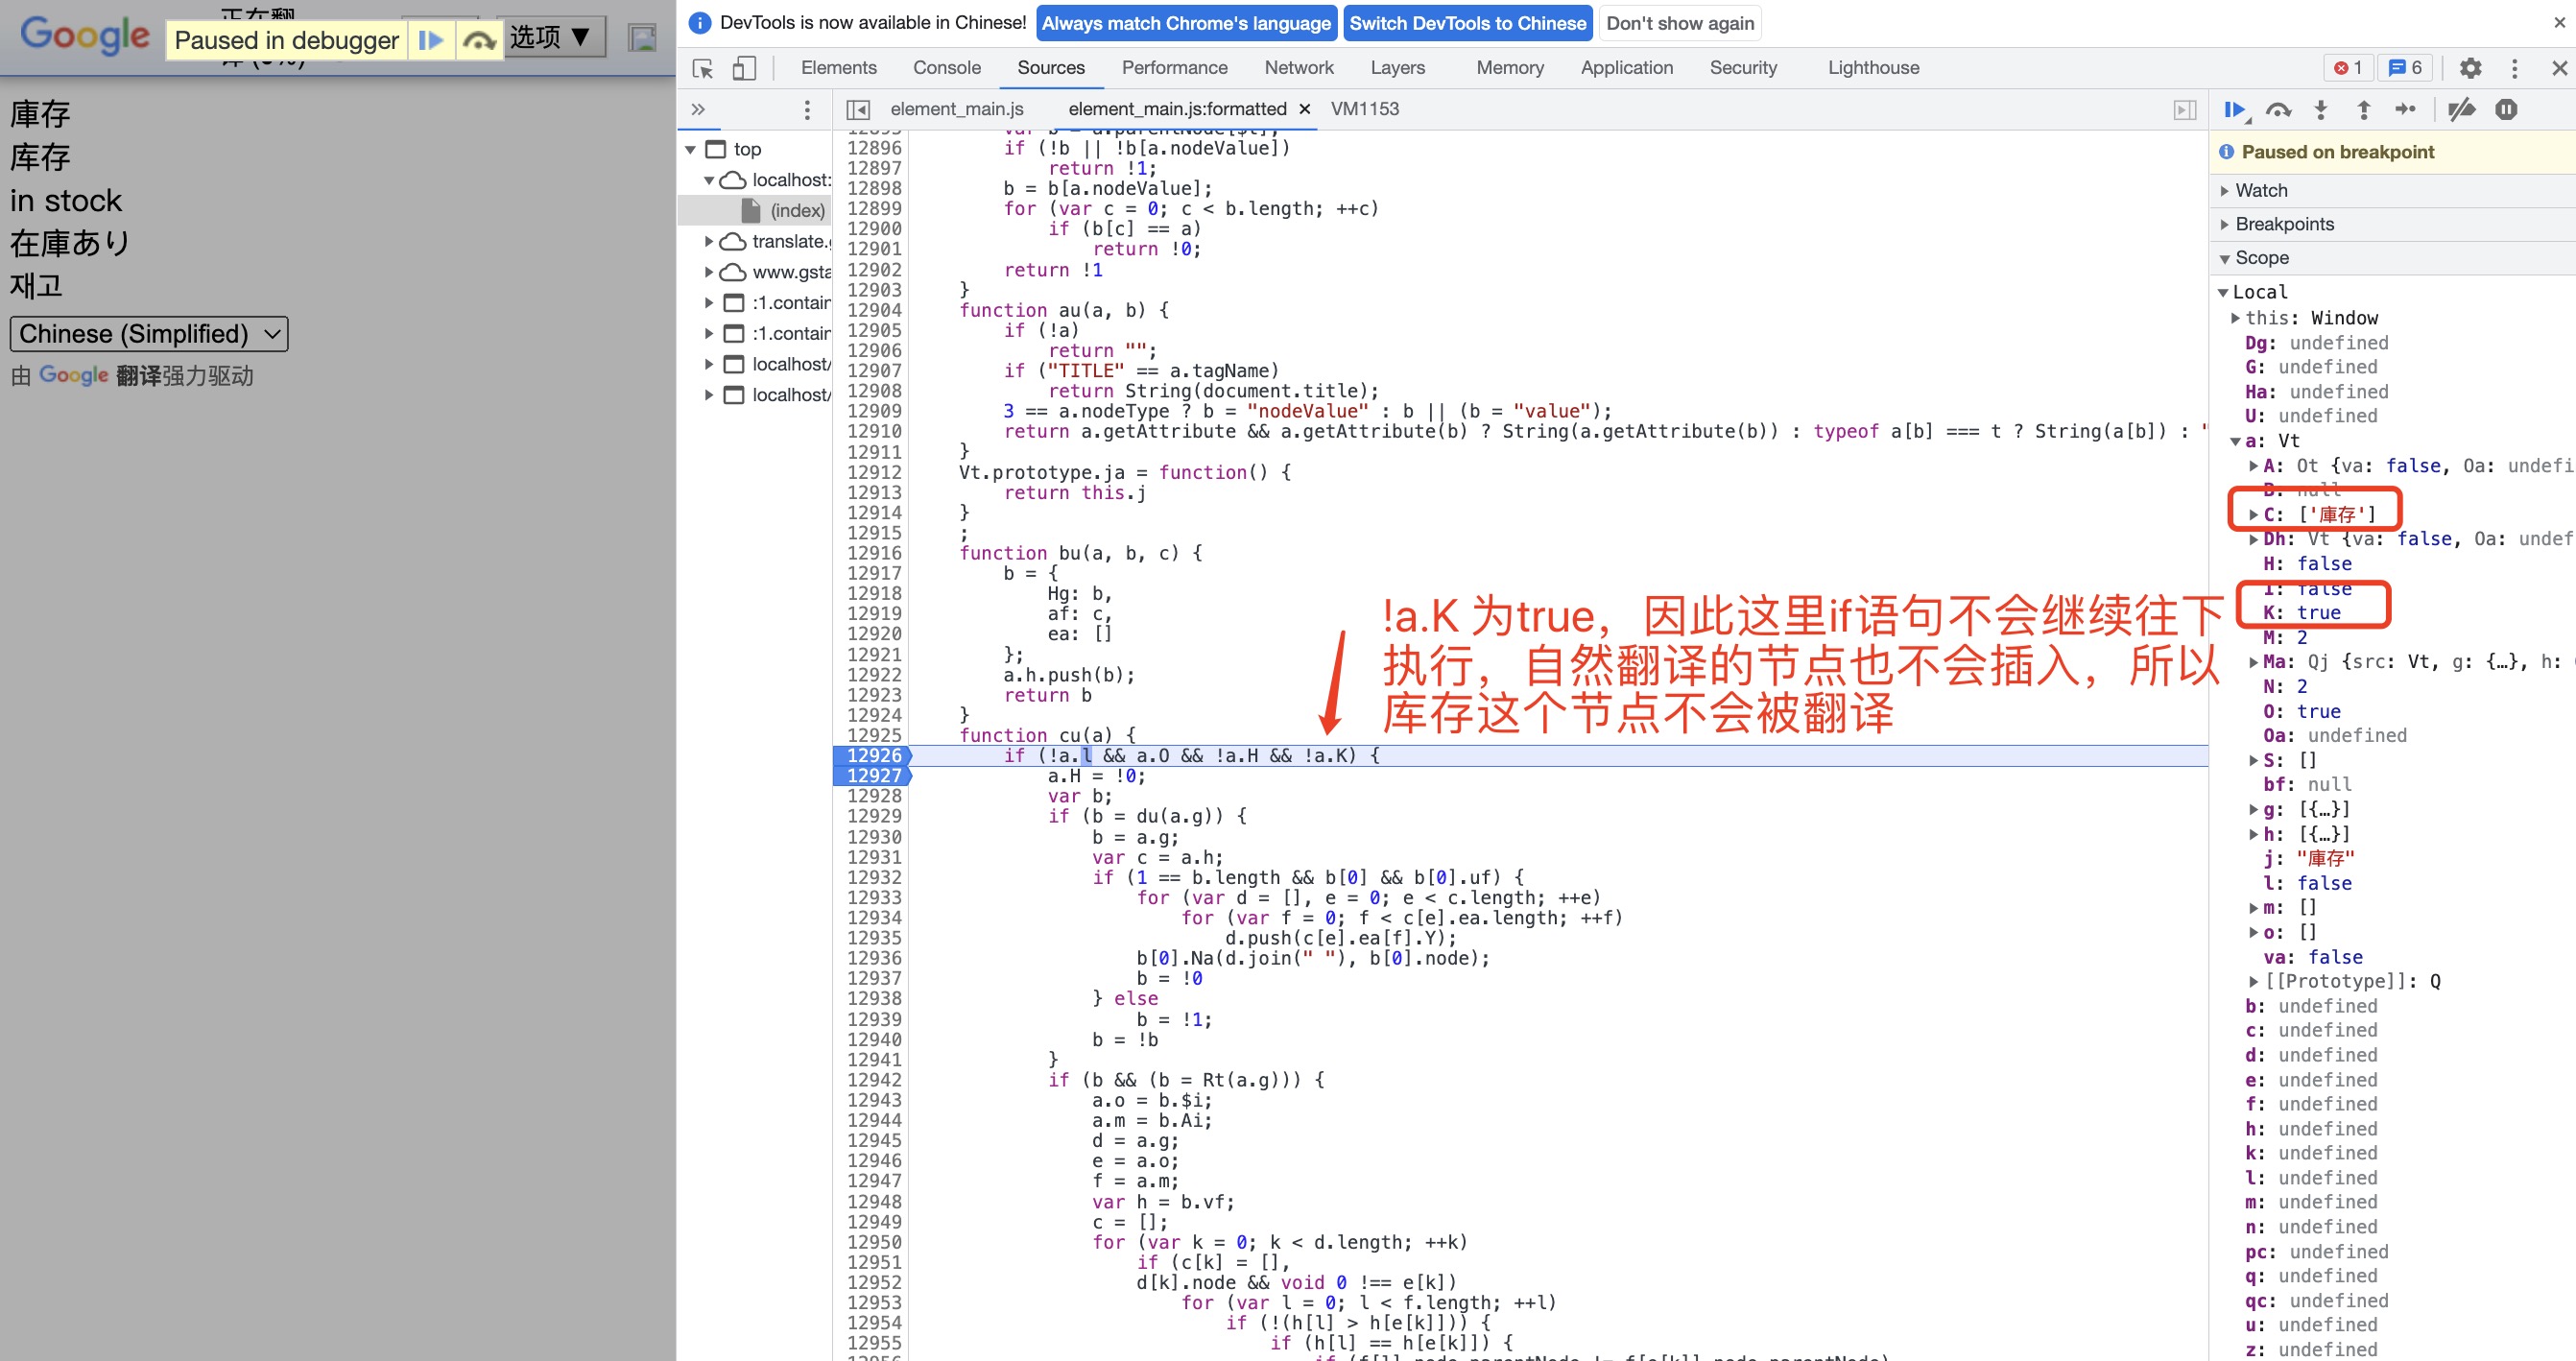 Google
正在翻
Paused in debugger
选项 ▼
庫存
库存
in stock
在庫あり
재고
Chinese (Simplified)
由 Google 翻译强力驱动
DevTools is now available in Chinese!
Always match Chrome's language
Switch DevTools to Chinese
Don't show again
Elements
Console
Sources
Performance
Network
Layers
Memory
Application
Security
Lighthouse
1
6
element_main.js
element_main.js:formatted
VM1153
top
localhost:
(index)
translate.
www.gsta
:1.contain
:1.contain
localhost/
localhost/
12896 if (!b || !b[a.nodeValue])
12897 return !1;
12898 b = b[a.nodeValue];
12899 for (var c = 0; c < b.length; ++c)
12900 if (b[c] == a)
12901 return !0;
12902 return !1
12903 }
12904 function au(a, b) {
12905 if (!a)
12906 return "";
12907 if ("TITLE" == a.tagName)
12908 return String(document.title);
12909 3 == a.nodeType ? b = "nodeValue" : b || (b = "value");
12910 return a.getAttribute && a.getAttribute(b) ? String(a.getAttribute(b)) : typeof a[b] === t ? String(a[b]) : "
12911 }
12912 Vt.prototype.ja = function() {
12913 return this.j
12914 }
12915 ;
12916 function bu(a, b, c) {
12917 b = {
12918 Hg: b,
12919 af: c,
12920 ea: []
12921 };
12922 a.h.push(b);
12923 return b
12924 }
12925 function cu(a) {
12926 if (!a.l && a.O && !a.H && !a.K) {
12927 a.H = !0;
12928 var b;
12929 if (b = du(a.g)) {
12930 b = a.g;
12931 var c = a.h;
12932 if (1 == b.length && b[0] && b[0].uf) {
12933 for (var d = [], e = 0; e < c.length; ++e)
12934 for (var f = 0; f < c[e].ea.length; ++f)
12935 d.push(c[e].ea[f].Y);
12936 b[0].Na(d.join(" "), b[0].node);
12937 b = !0
12938 } else
12939 b = !1;
12940 b = !b
12941 }
12942 if (b && (b = Rt(a.g))) {
12943 a.o = b.$i;
12944 a.m = b.Ai;
12945 d = a.g;
12946 e = a.o;
12947 f = a.m;
12948 var h = b.vf;
12949 c = [];
12950 for (var k = 0; k < d.length; ++k)
12951 if (c[k] = [],
12952 d[k].node && void 0 !== e[k])
12953 for (var l = 0; l < f.length; ++l)
12954 if (!(h[l] > h[e[k]])) {
12955 if (h[l] == h[e[k]]) {
!a.K 为true，因此这里if语句不会继续往下
执行，自然翻译的节点也不会插入，所以
库存这个节点不会被翻译
Paused on breakpoint
Watch
Breakpoints
Scope
Local
this: Window
Dg: undefined
G: undefined
Ha: undefined
U: undefined
a: Vt
A: Ot {va: false, Oa: undefi
B: null
C: ['庫存']
Dh: Vt {va: false, Oa: undef
H: false
I: false
K: true
M: 2
Ma: Qj {src: Vt, g: {…}, h:
N: 2
O: true
Oa: undefined
S: []
bf: null
g: [{…}]
h: [{…}]
j: "庫存"
l: false
m: []
o: []
va: false
[[Prototype]]: Q
b: undefined
c: undefined
d: undefined
e: undefined
f: undefined
h: undefined
k: undefined
l: undefined
m: undefined
n: undefined
pc: undefined
q: undefined
qc: undefined
u: undefined
z: undefined